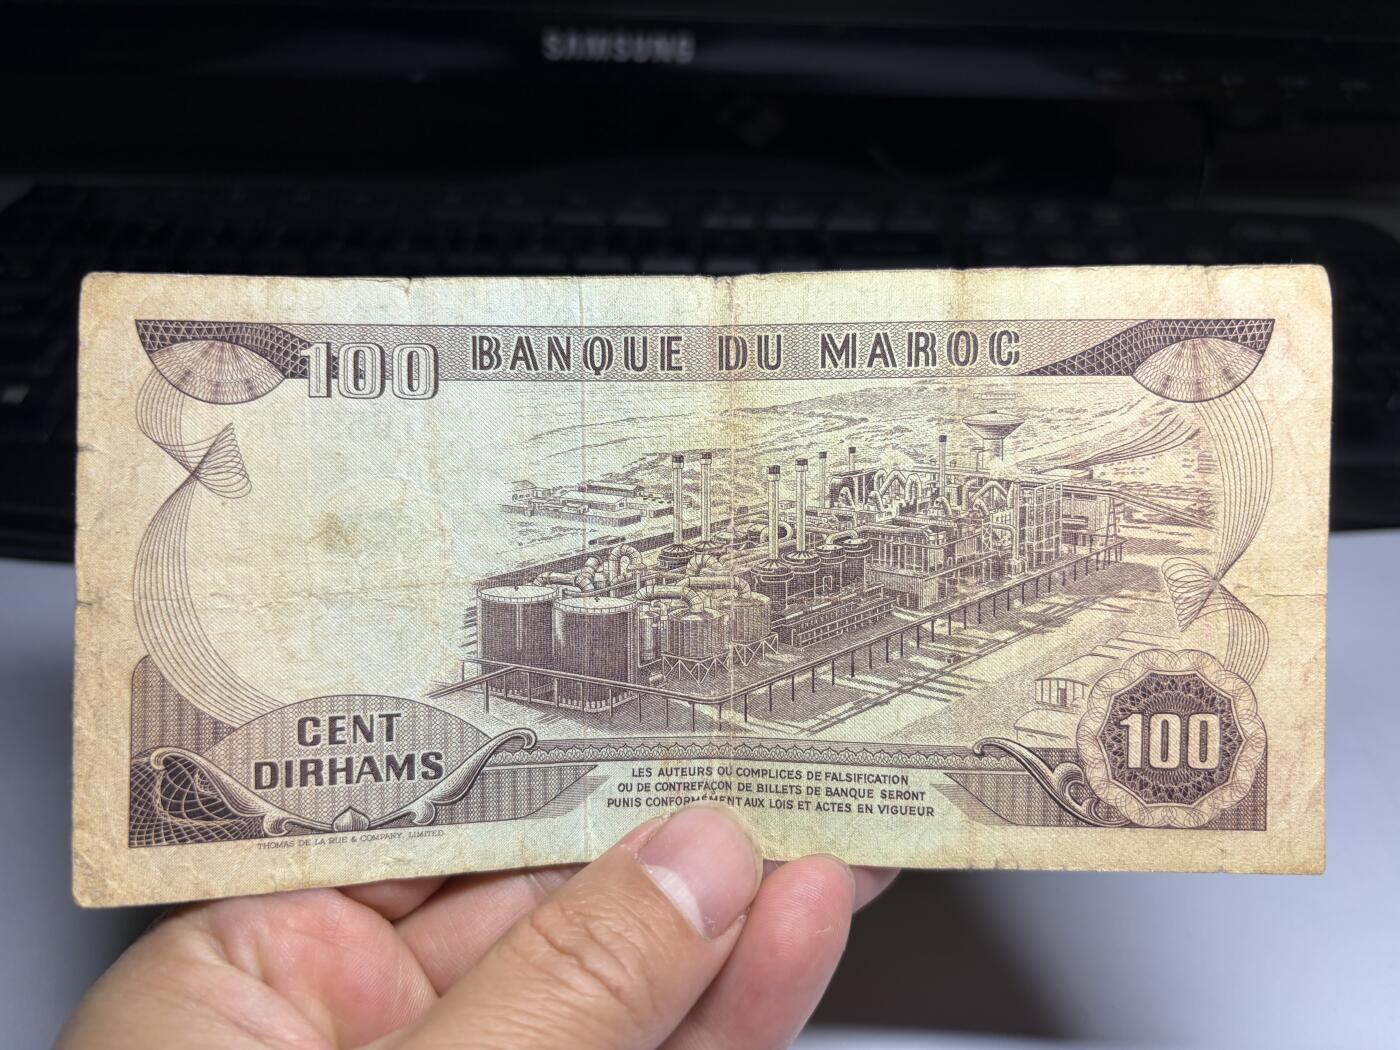 SAMSUNG
100 BANQUE DU MAROC
CENT
DIRHAMS
LES AUTEURS OU COMPLICES DE FALSIFICATION
OU DE CONTREFAÇON DE BILLETS DE BANQUE SERONT
PUNIS CONFORMÉMENT AUX LOIS ET ACTES EN VIGUEUR
100
THOMAS DE LA RUE & COMPANY, LIMITED.